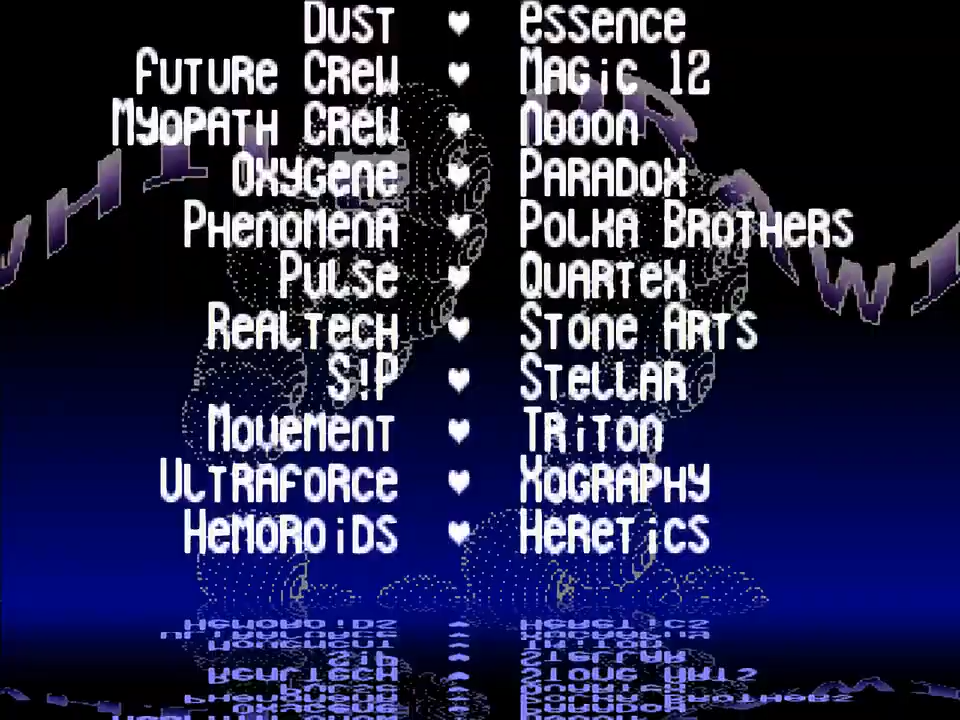 Dust ♥ Essence
Future Crew ♥ Magic 12
Myopath Crew ♥ Nooon
Oxygene ♥ Paradox
Phenomena ♥ Polka Brothers
Pulse ♥ Quartex
Realtech ♥ Stone Arts
S!P ♥ Stellar
Movement ♥ Triton
Ultraforce ♥ Xography
Hemoroids ♥ Heretics